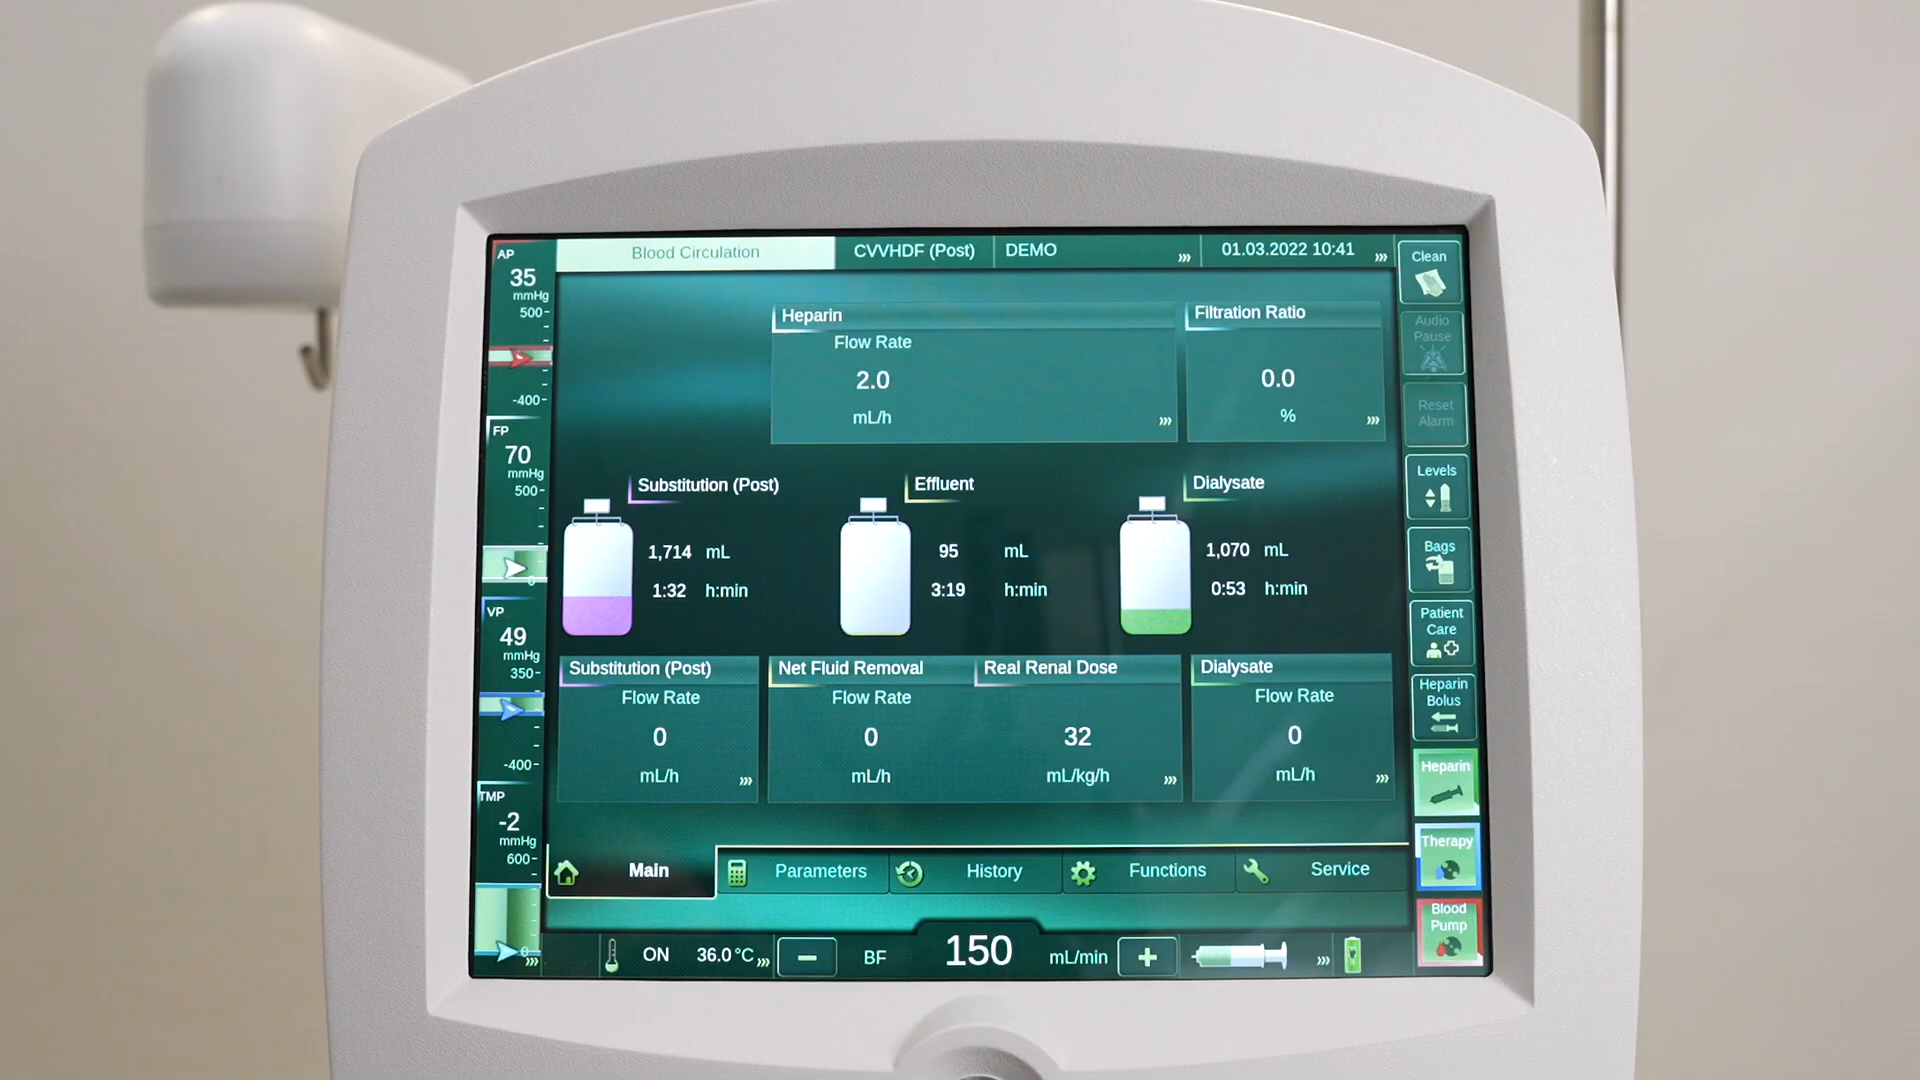 AP
35
mmHg
500
-400
FP
70
mmHg
500
0
VP
49
mmHg
350
-400
TMP
-2
mmHg
600
0
»»
Blood Circulation
CVVHDF (Post)
DEMO »»
01.03.2022 10:41 »»
Heparin
Flow Rate
2.0
mL/h »»
Filtration Ratio
0.0
% »»
Substitution (Post)
1,714 mL
1:32 h:min
Effluent
95 mL
3:19 h:min
Dialysate
1,070 mL
0:53 h:min
Substitution (Post)
Flow Rate
0
mL/h »»
Net Fluid Removal
Flow Rate
0
mL/h
Real Renal Dose
32
mL/kg/h »»
Dialysate
Flow Rate
0
mL/h »»
Main
Parameters
History
Functions
Service
ON 36.0 °C »»
−
BF 150 mL/min
+
»»
Clean
Audio
Pause
Reset
Alarm
Levels
Bags
Patient
Care
Heparin
Bolus
Heparin
Therapy
Blood
Pump